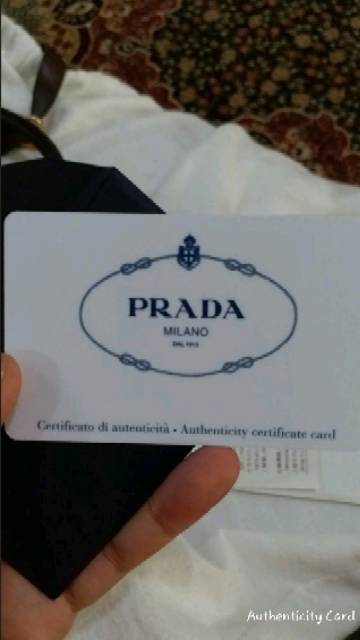 PRADA
MILANO
DAL 1913
Certificato di autenticità • Authenticity certificate card
Authenticity Card